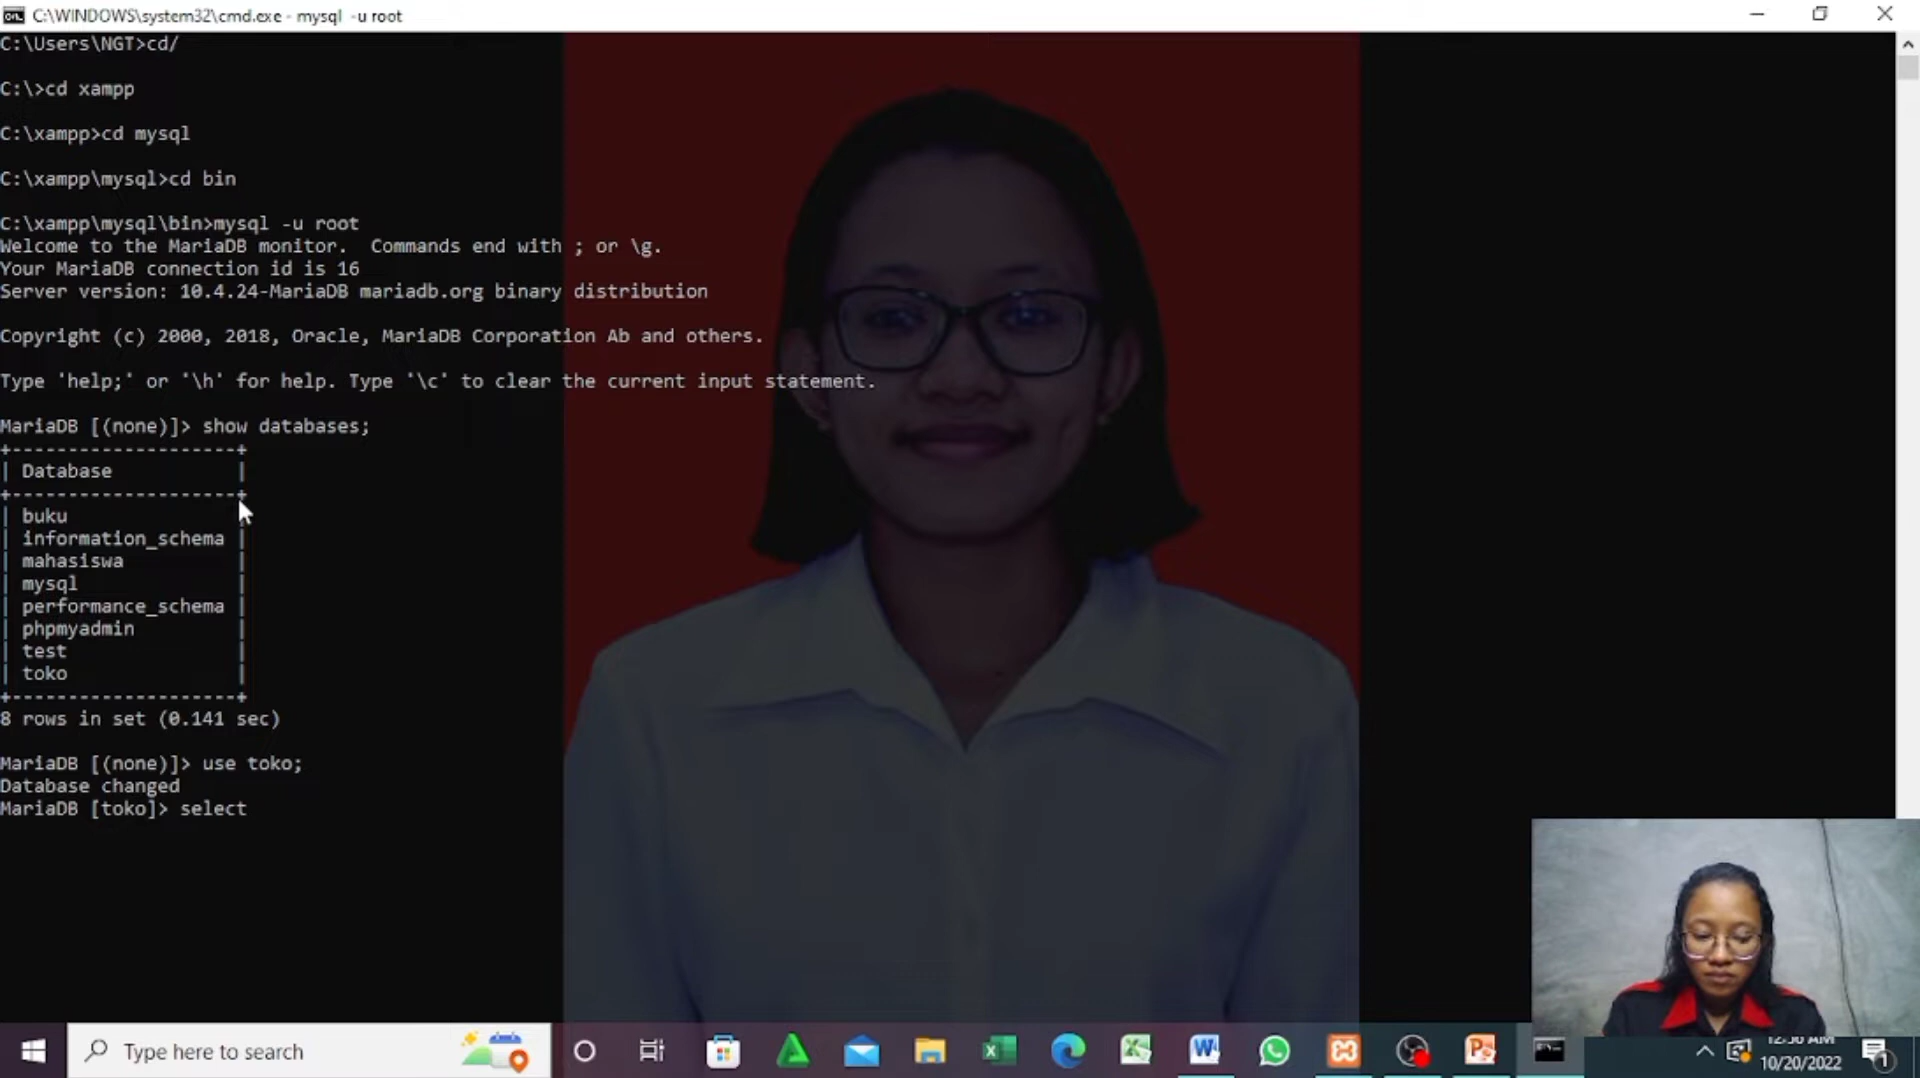 C:\WINDOWS\system32\cmd.exe - mysql  -u root
C:\Users\NGT>cd/
C:\>cd xampp
C:\xampp>cd mysql
C:\xampp\mysql>cd bin
C:\xampp\mysql\bin>mysql -u root
Welcome to the MariaDB monitor.  Commands end with ; or \g.
Your MariaDB connection id is 16
Server version: 10.4.24-MariaDB mariadb.org binary distribution
Copyright (c) 2000, 2018, Oracle, MariaDB Corporation Ab and others.
Type 'help;' or '\h' for help. Type '\c' to clear the current input statement.
MariaDB [(none)]> show databases;
+--------------------+
| Database           |
+--------------------+
| buku               |
| information_schema |
| mahasiswa          |
| mysql              |
| performance_schema |
| phpmyadmin         |
| test               |
| toko               |
+--------------------+
8 rows in set (0.141 sec)
MariaDB [(none)]> use toko;
Database changed
MariaDB [toko]> select
Type here to search
10/20/2022
1